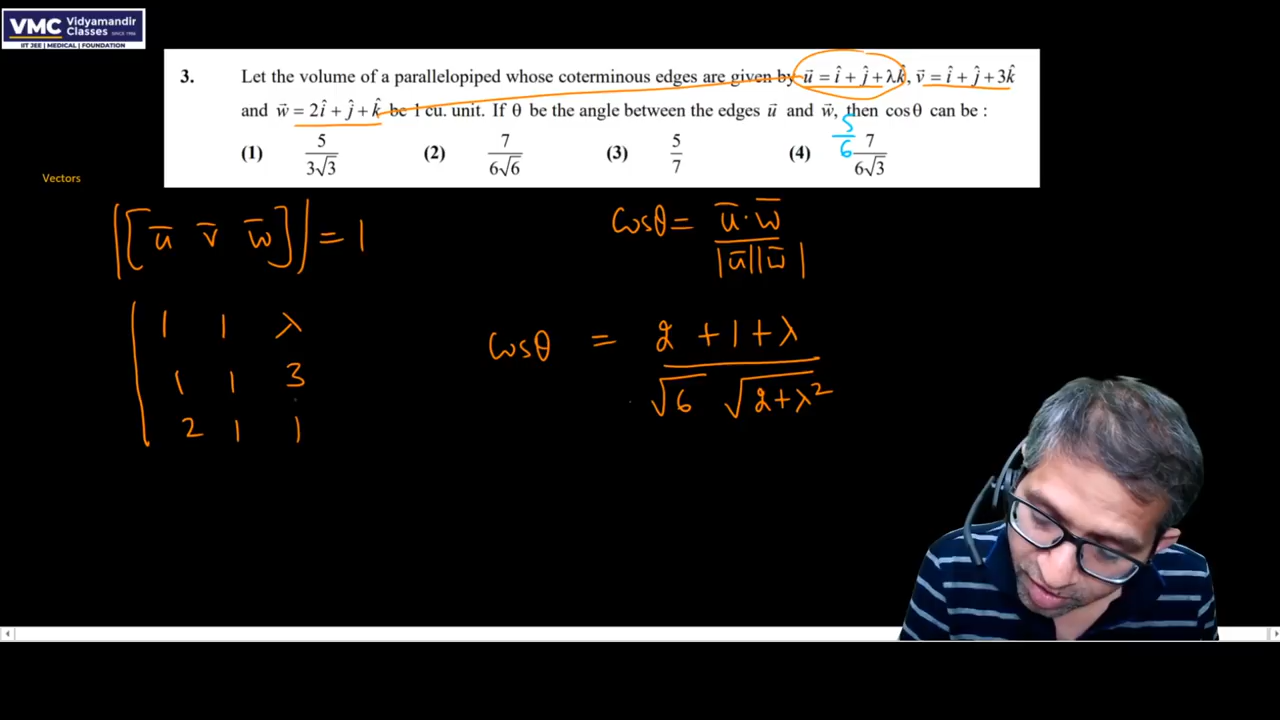 VMC Vidyamandir Classes SINCE 1986
IIT JEE | MEDICAL | FOUNDATION
3. Let the volume of a parallelopiped whose coterminous edges are given by u⃗ = î + ĵ + λk̂, v⃗ = î + ĵ + 3k̂
and w⃗ = 2î + ĵ + k̂ be 1 cu. unit. If θ be the angle between the edges u⃗ and w⃗, then cosθ can be :
(1) 5/(3√3) (2) 7/(6√6) (3) 5/7 (4) 7/(6√3)
5/6
Vectors
|[u̅ v̅ w̅]| = 1
cosθ = u̅·w̅ / |u̅||w̅|
1 1 λ
1 1 3
2 1 1
cosθ = (2 + 1 + λ) / (√6 √(2+λ²))